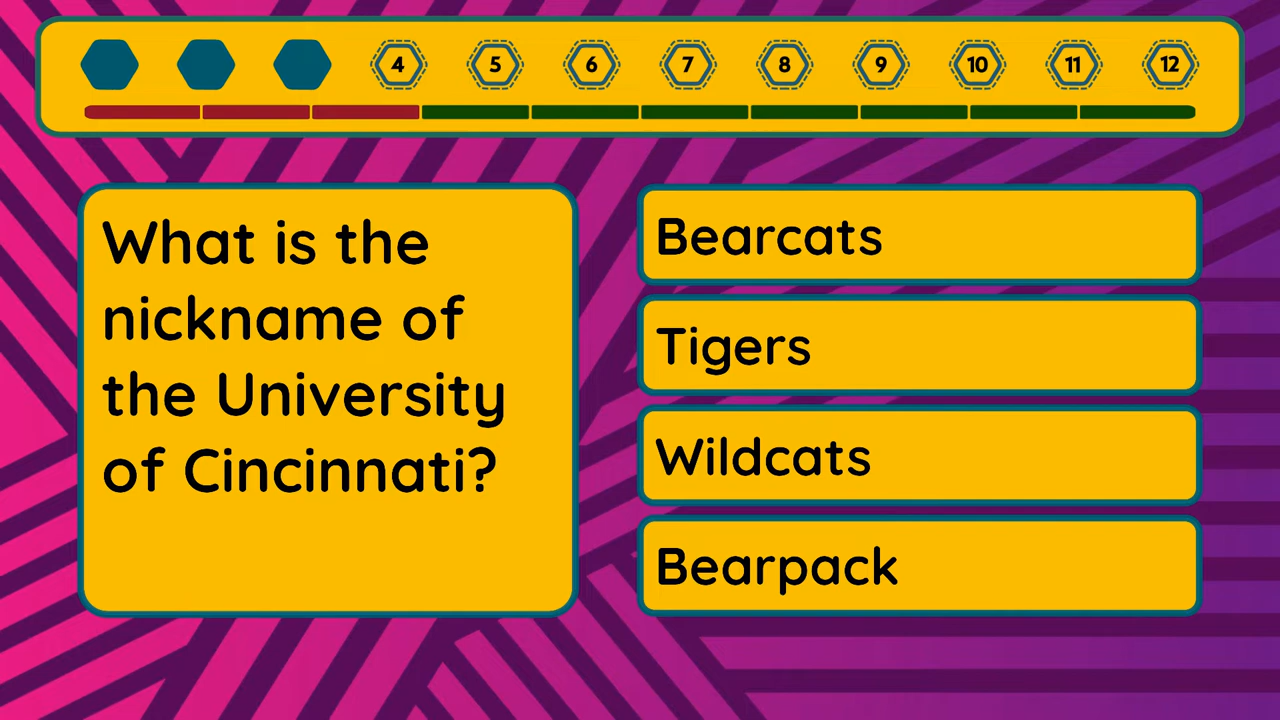 4 5 6 7 8 9 10 11 12
What is the
nickname of
the University
of Cincinnati?
Bearcats
Tigers
Wildcats
Bearpack